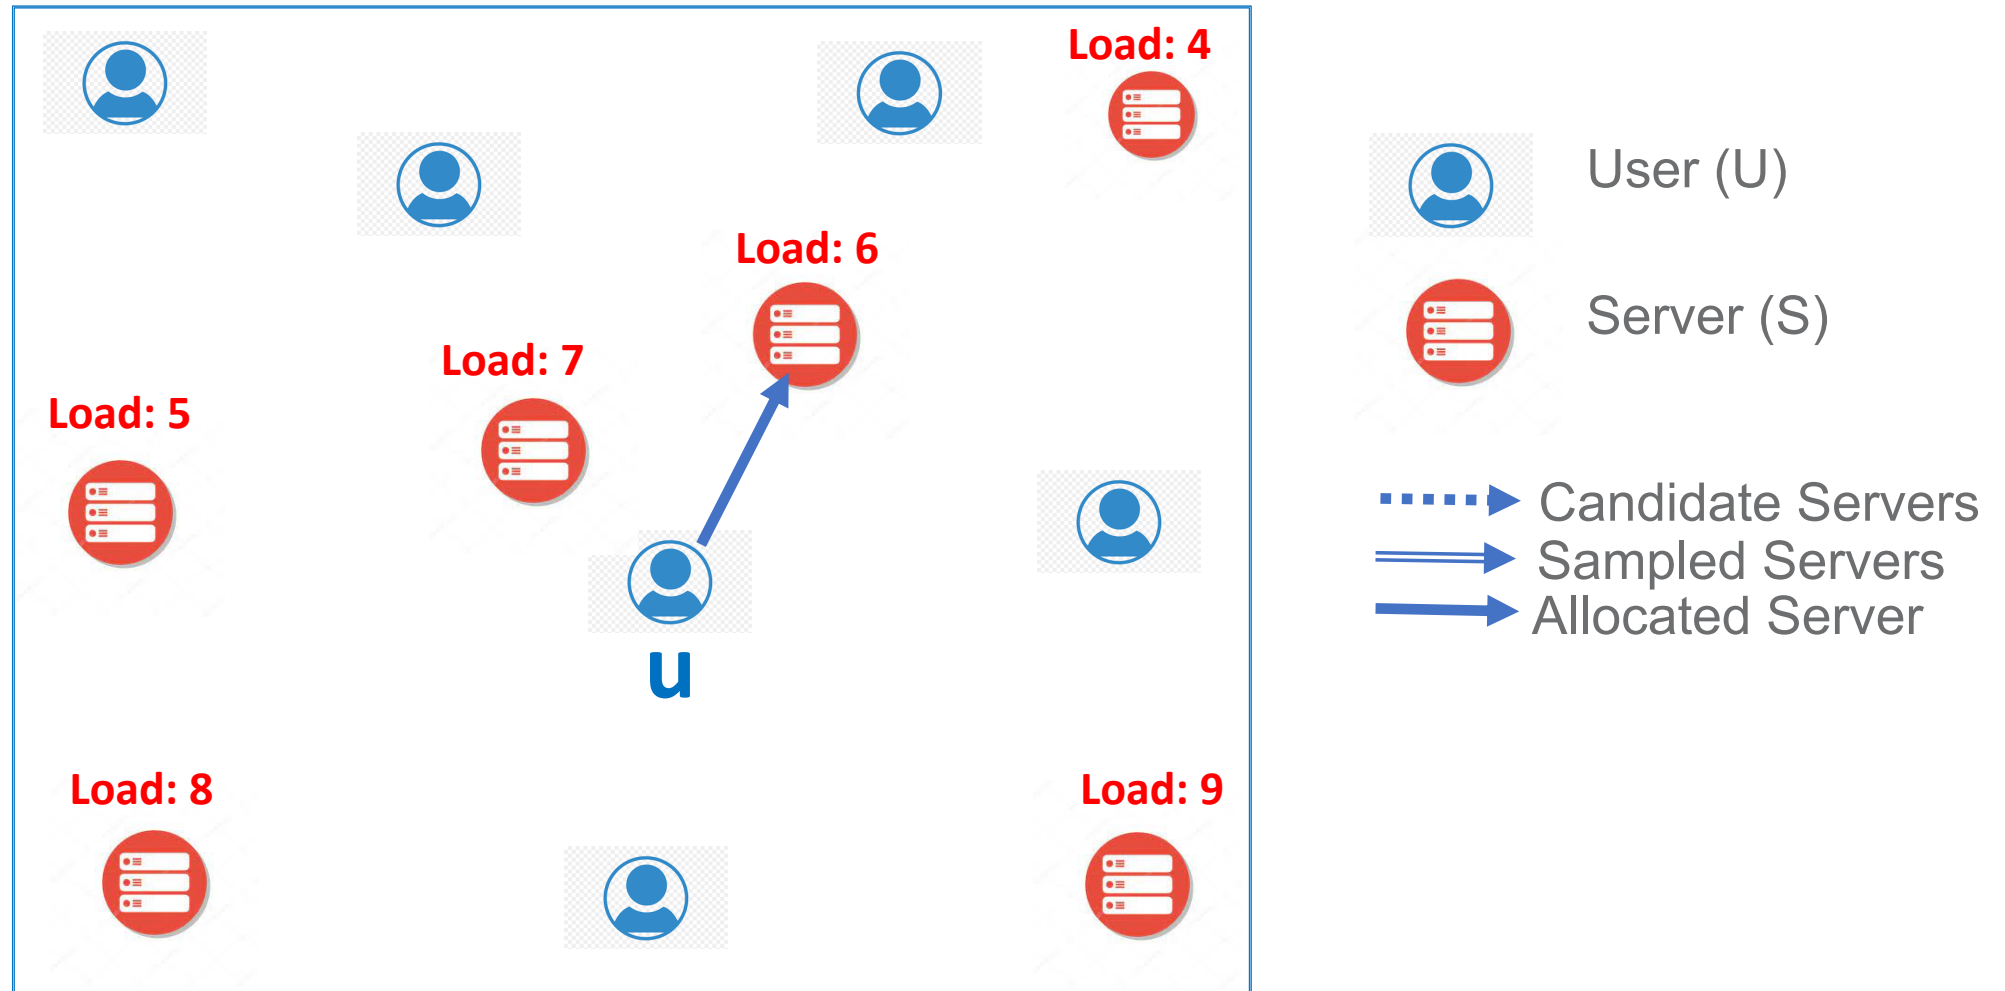 Load: 4
Load: 6
Load: 7
Load: 5
u
Load: 8
Load: 9
User (U)
Server (S)
Candidate Servers
Sampled Servers
Allocated Server